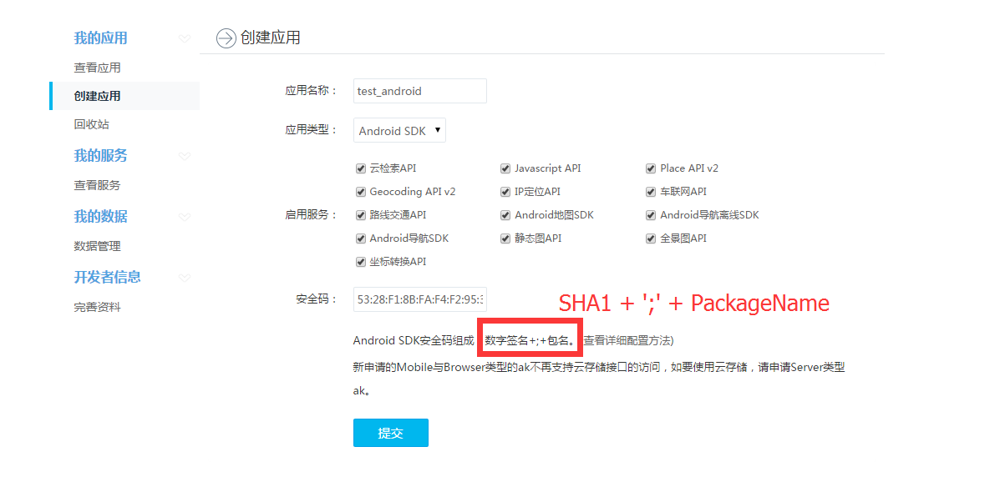 我的应用
查看应用
创建应用
回收站
我的服务
查看服务
我的数据
数据管理
开发者信息
完善资料
创建应用
应用名称：
test_android
应用类型：
Android SDK
启用服务：
云检索API
Javascript API
Place API v2
Geocoding API v2
IP定位API
车联网API
路线交通API
Android地图SDK
Android导航离线SDK
Android导航SDK
静态图API
全景图API
坐标转换API
安全码：
53:28:F1:8B:FA:F4:F2:95:3
SHA1 + ';' + PackageName
Android SDK安全码组成 数字签名+;+包名。查看详细配置方法)
新申请的Mobile与Browser类型的ak不再支持云存储接口的访问，如要使用云存储，请申请Server类型
ak。
提交